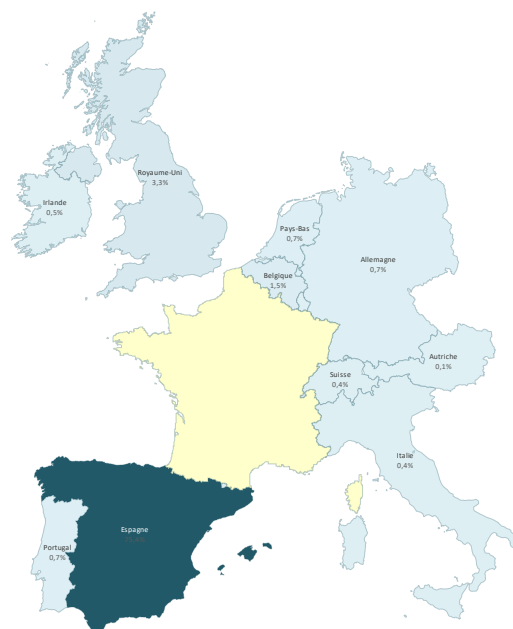 Royaume-Uni
3,3%
Irlande
0,5%
Pays-Bas
0,7%
Allemagne
0,7%
Belgique
1,5%
Autriche
0,1%
Suisse
0,4%
Italie
0,4%
Espagne
Portugal
0,7%